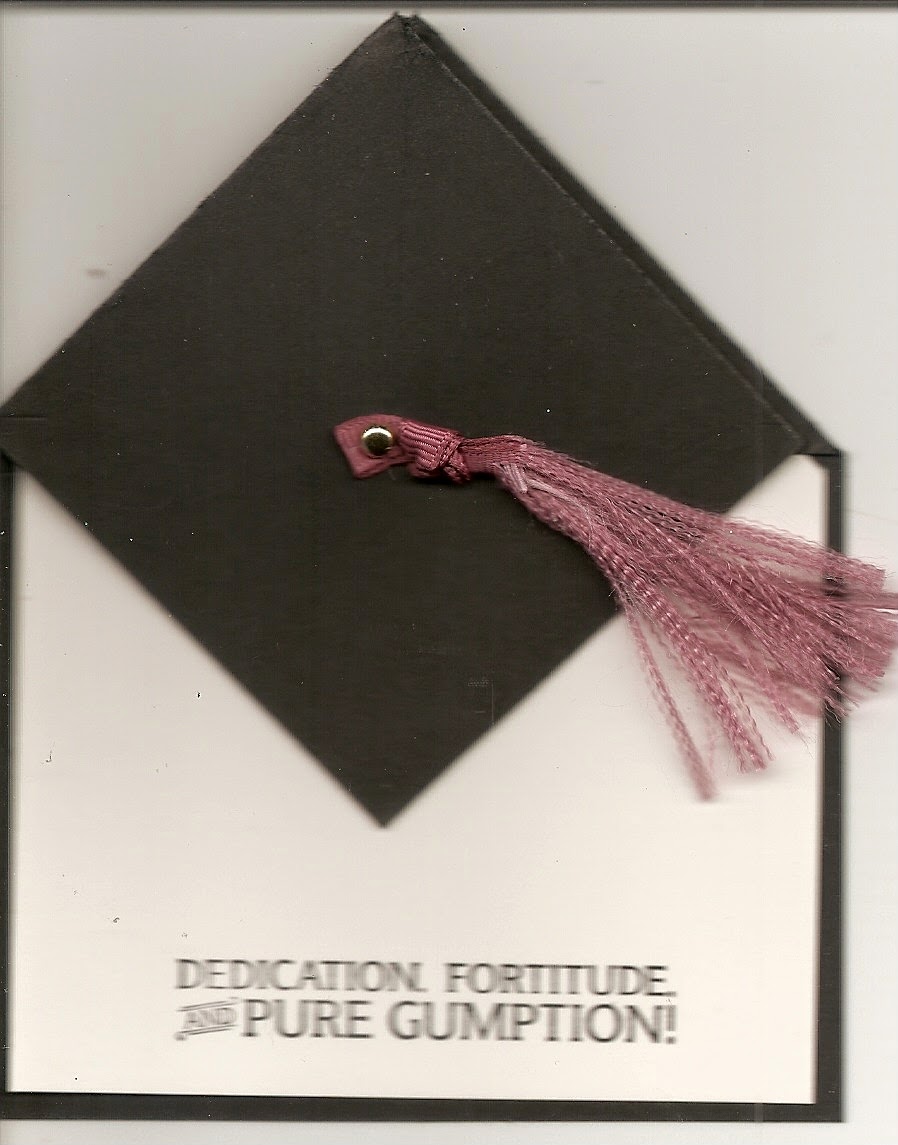 DEDICATION. FORTITUDE.
AND PURE GUMPTION!